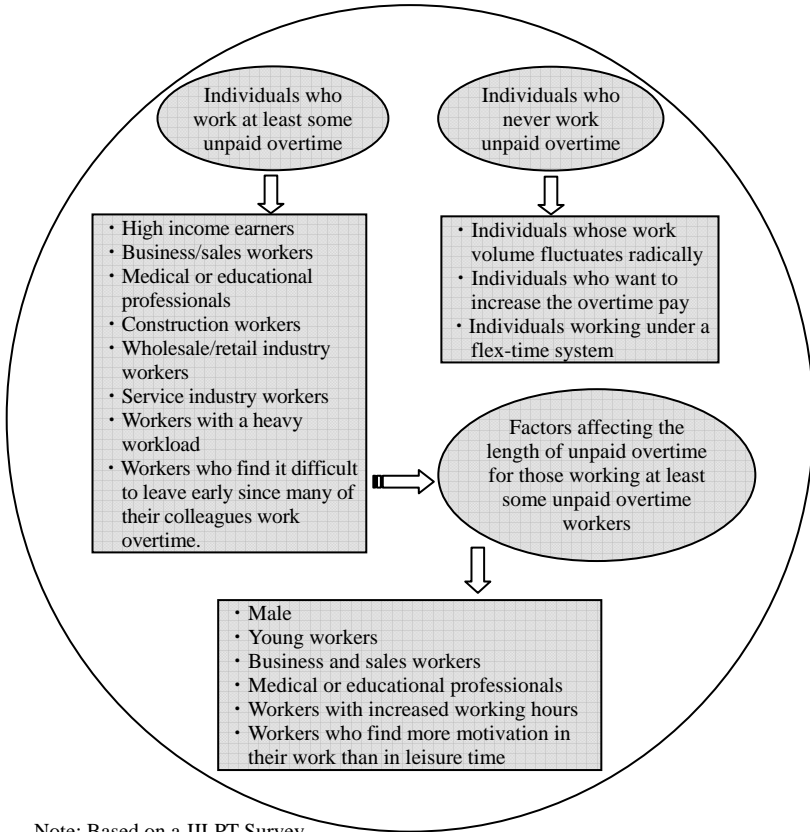 Individuals who
work at least some
unpaid overtime
Individuals who
never work
unpaid overtime
・High income earners
・Business/sales workers
・Medical or educational
professionals
・Construction workers
・Wholesale/retail industry
workers
・Service industry workers
・Workers with a heavy
workload
・Workers who find it difficult
to leave early since many of
their colleagues work
overtime.
・Individuals whose work
volume fluctuates radically
・Individuals who want to
increase the overtime pay
・Individuals working under a
flex-time system
Factors affecting the
length of unpaid overtime
for those working at least
some unpaid overtime
workers
・Male
・Young workers
・Business and sales workers
・Medical or educational professionals
・Workers with increased working hours
・Workers who find more motivation in
their work than in leisure time
Note: Based on a JILPT Survey